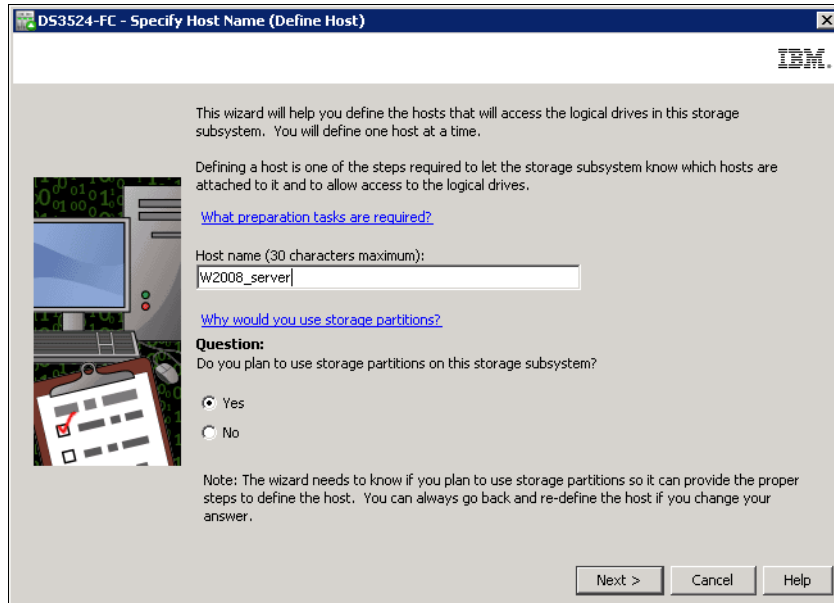 DS3524-FC - Specify Host Name (Define Host)
IBM.
This wizard will help you define the hosts that will access the logical drives in this storage
subsystem. You will define one host at a time.
Defining a host is one of the steps required to let the storage subsystem know which hosts are
attached to it and to allow access to the logical drives.
What preparation tasks are required?
Host name (30 characters maximum):
W2008_server
Why would you use storage partitions?
Question:
Do you plan to use storage partitions on this storage subsystem?
Yes
No
Note: The wizard needs to know if you plan to use storage partitions so it can provide the proper
steps to define the host. You can always go back and re-define the host if you change your
answer.
Next > Cancel Help